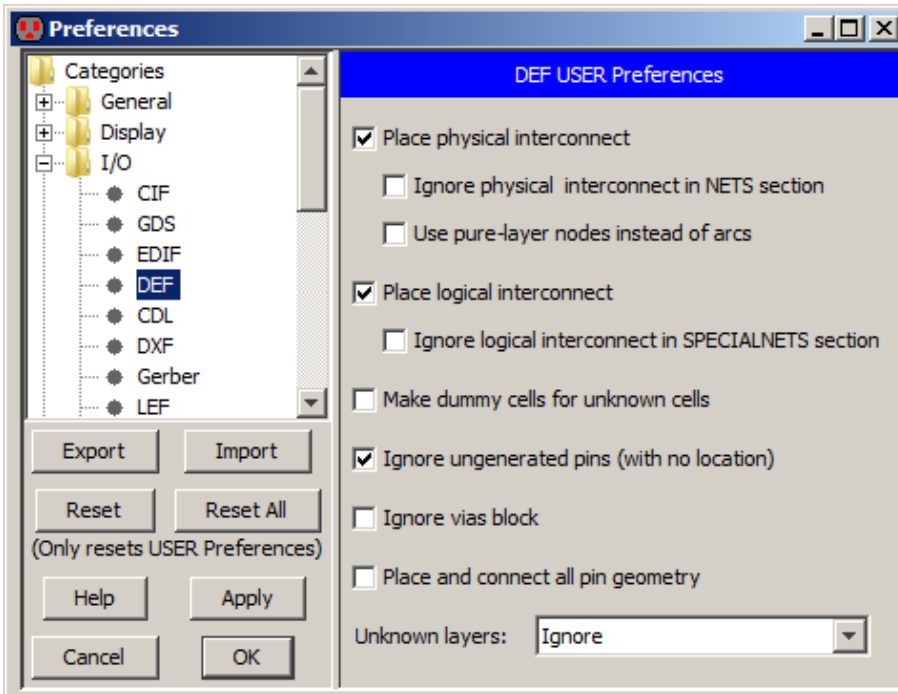 Preferences
Categories
General
Display
I/O
CIF
GDS
EDIF
DEF
CDL
DXF
Gerber
LEF
Export Import
Reset Reset All
(Only resets USER Preferences)
Help Apply
Cancel OK
DEF USER Preferences
Place physical interconnect
Ignore physical interconnect in NETS section
Use pure-layer nodes instead of arcs
Place logical interconnect
Ignore logical interconnect in SPECIALNETS section
Make dummy cells for unknown cells
Ignore ungenerated pins (with no location)
Ignore vias block
Place and connect all pin geometry
Unknown layers: Ignore